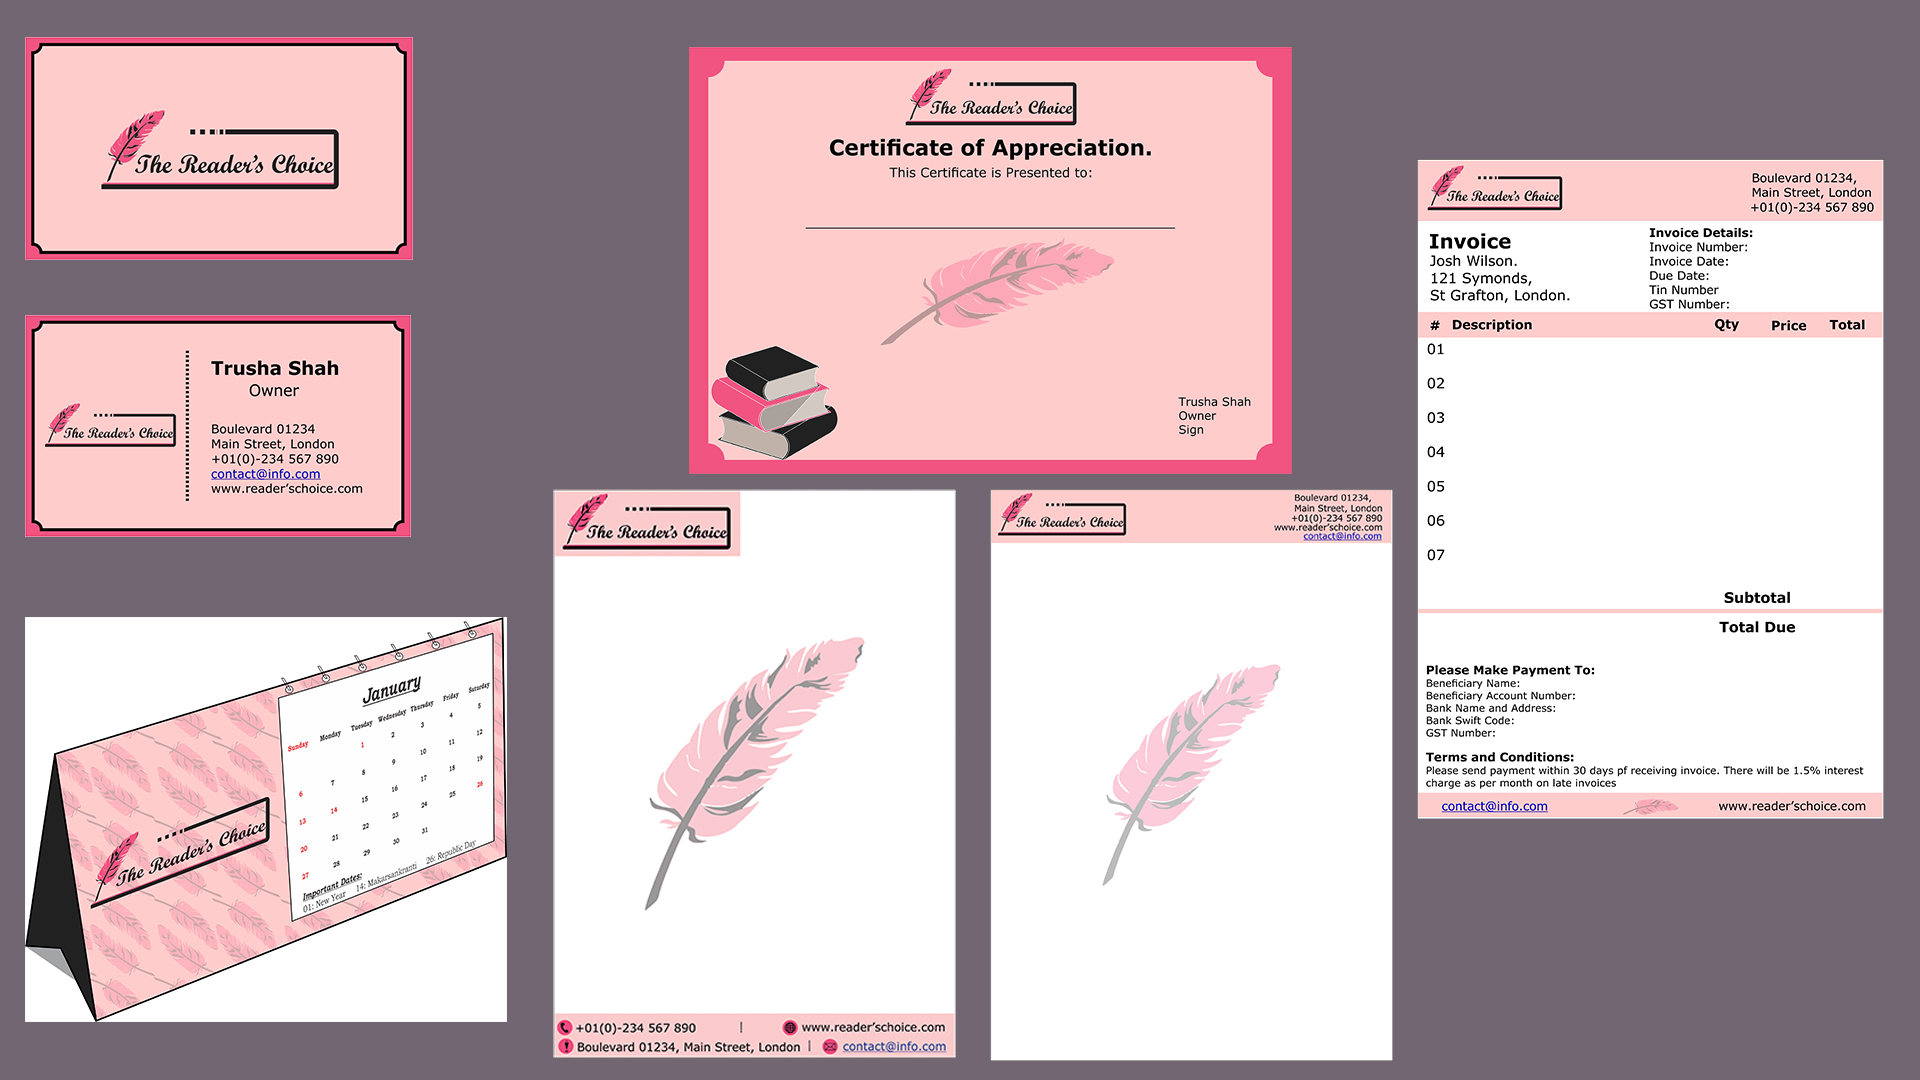 The Reader's Choice
Trusha Shah
Owner
The Reader's Choice
Boulevard 01234
Main Street, London
+01(0)-234 567 890
contact@info.com
www.reader'schoice.com
The Reader's Choice
January
Sunday Monday Tuesday Wednesday Thursday Friday Saturday
1 2 3 4 5
6 7 8 9 10 11 12
13 14 15 16 17 18 19
20 21 22 23 24 25 26
27 28 29 30 31
Important Dates:
01: New Year 14: Makarsankranti 26: Republic Day
The Reader's Choice
Certificate of Appreciation.
This Certificate is Presented to:
Trusha Shah
Owner
Sign
The Reader's Choice
+01(0)-234 567 890 | www.reader'schoice.com
Boulevard 01234, Main Street, London | contact@info.com
The Reader's Choice
Boulevard 01234,
Main Street, London
+01(0)-234 567 890
www.reader'schoice.com
contact@info.com
The Reader's Choice
Boulevard 01234,
Main Street, London
+01(0)-234 567 890
Invoice
Josh Wilson.
121 Symonds,
St Grafton, London.
Invoice Details:
Invoice Number:
Invoice Date:
Due Date:
Tin Number
GST Number:
# Description Qty Price Total
01
02
03
04
05
06
07
Subtotal
Total Due
Please Make Payment To:
Beneficiary Name:
Beneficiary Account Number:
Bank Name and Address:
Bank Swift Code:
GST Number:
Terms and Conditions:
Please send payment within 30 days pf receiving invoice. There will be 1.5% interest
charge as per month on late invoices
contact@info.com www.reader'schoice.com